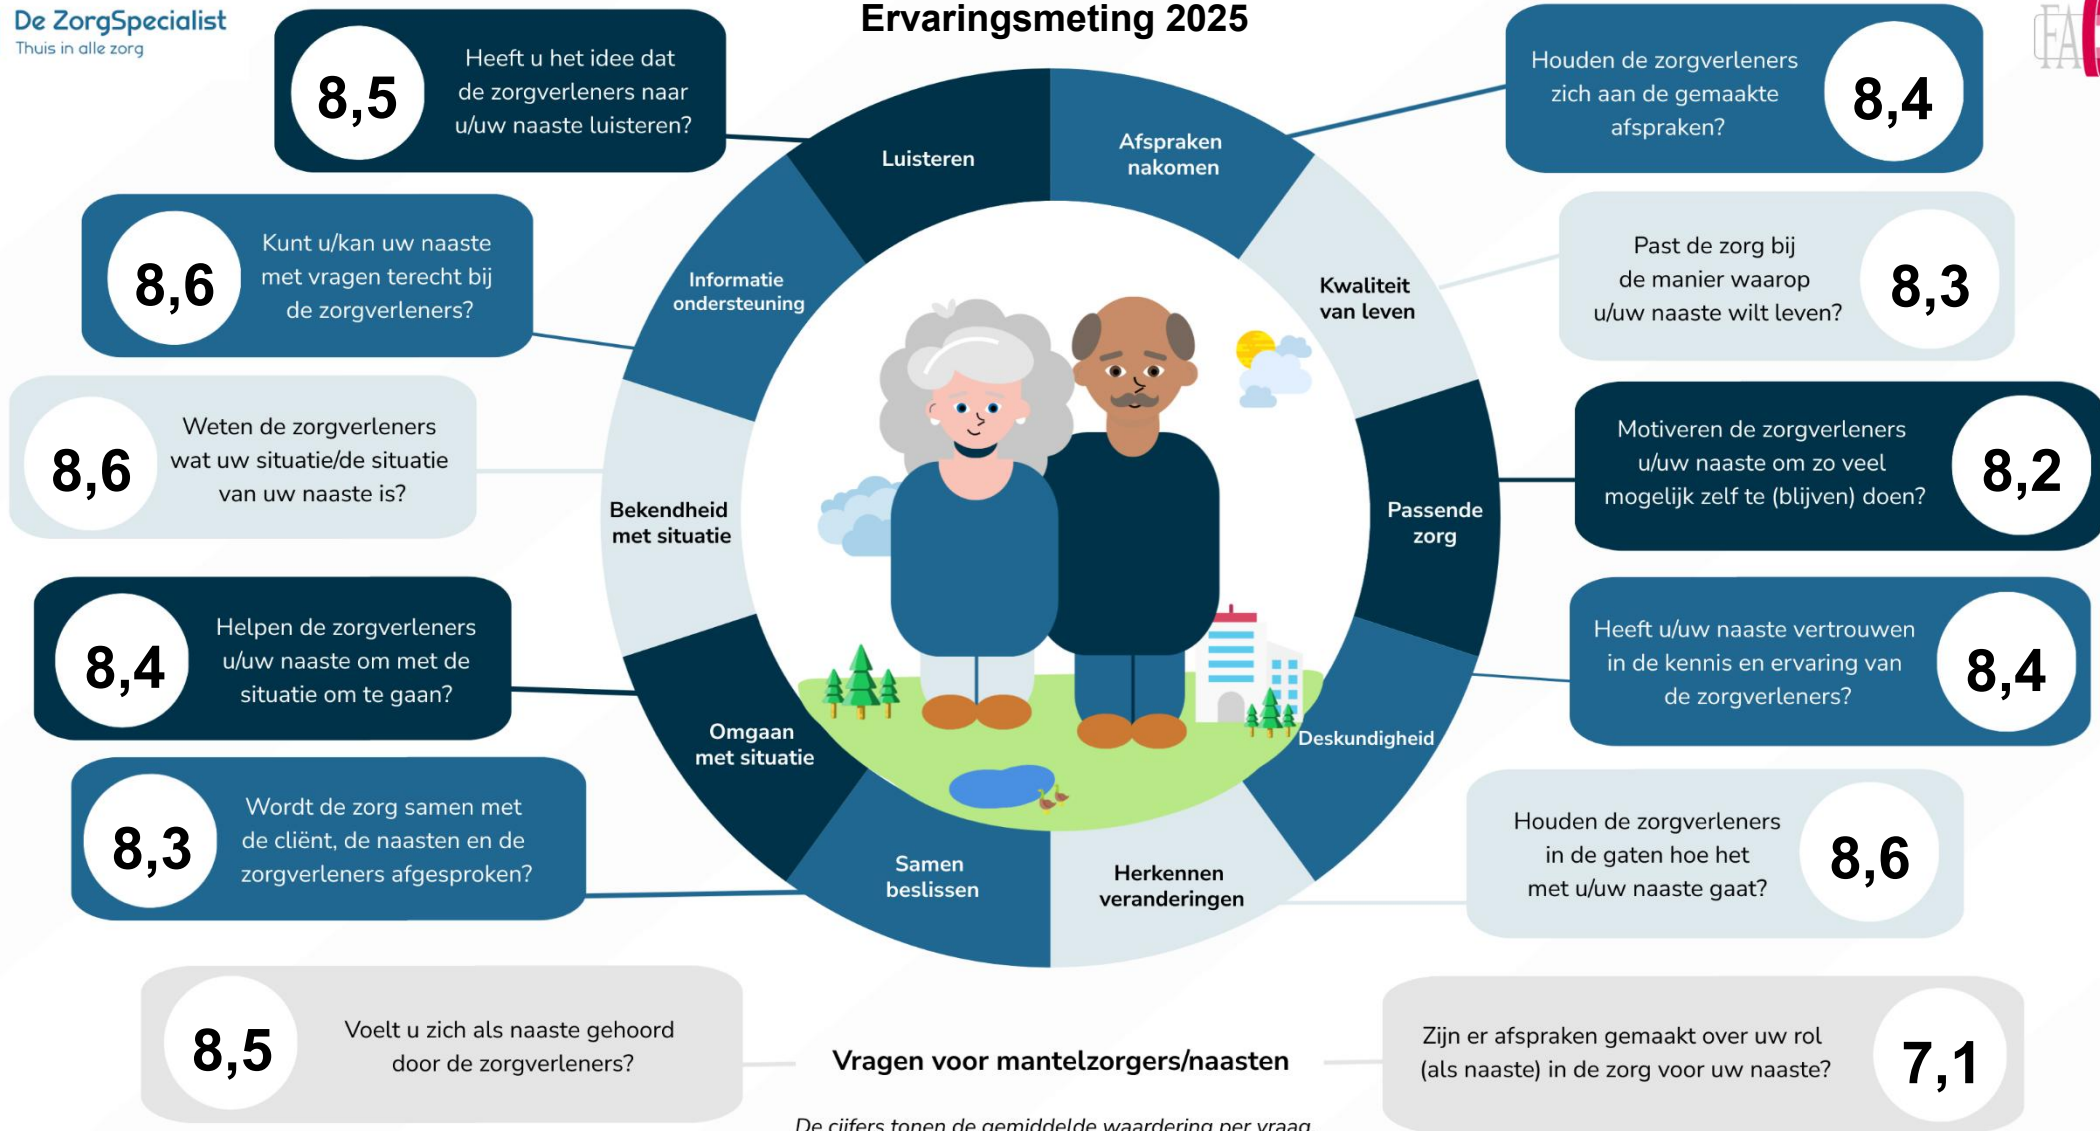 De ZorgSpecialist
Thuis in alle zorg
Ervaringsmeting 2025
8,5
Heeft u het idee dat
de zorgverleners naar
u/uw naaste luisteren?
8,6
Kunt u/kan uw naaste
met vragen terecht bij
de zorgverleners?
8,6
Weten de zorgverleners
wat uw situatie/de situatie
van uw naaste is?
8,4
Helpen de zorgverleners
u/uw naaste om met de
situatie om te gaan?
8,3
Wordt de zorg samen met
de cliënt, de naasten en de
zorgverleners afgesproken?
Luisteren
Afspraken
nakomen
Informatie
ondersteuning
Kwaliteit
van leven
Bekendheid
met situatie
Passende
zorg
Omgaan
met situatie
Deskundigheid
Samen
beslissen
Herkennen
veranderingen
Houden de zorgverleners
zich aan de gemaakte
afspraken?
8,4
Past de zorg bij
de manier waarop
u/uw naaste wilt leven?
8,3
Motiveren de zorgverleners
u/uw naaste om zo veel
mogelijk zelf te (blijven) doen?
8,2
Heeft u/uw naaste vertrouwen
in de kennis en ervaring van
de zorgverleners?
8,4
Houden de zorgverleners
in de gaten hoe het
met u/uw naaste gaat?
8,6
8,5
Voelt u zich als naaste gehoord
door de zorgverleners?
Vragen voor mantelzorgers/naasten
Zijn er afspraken gemaakt over uw rol
(als naaste) in de zorg voor uw naaste?
7,1
De cijfers tonen de gemiddelde waardering per vraag